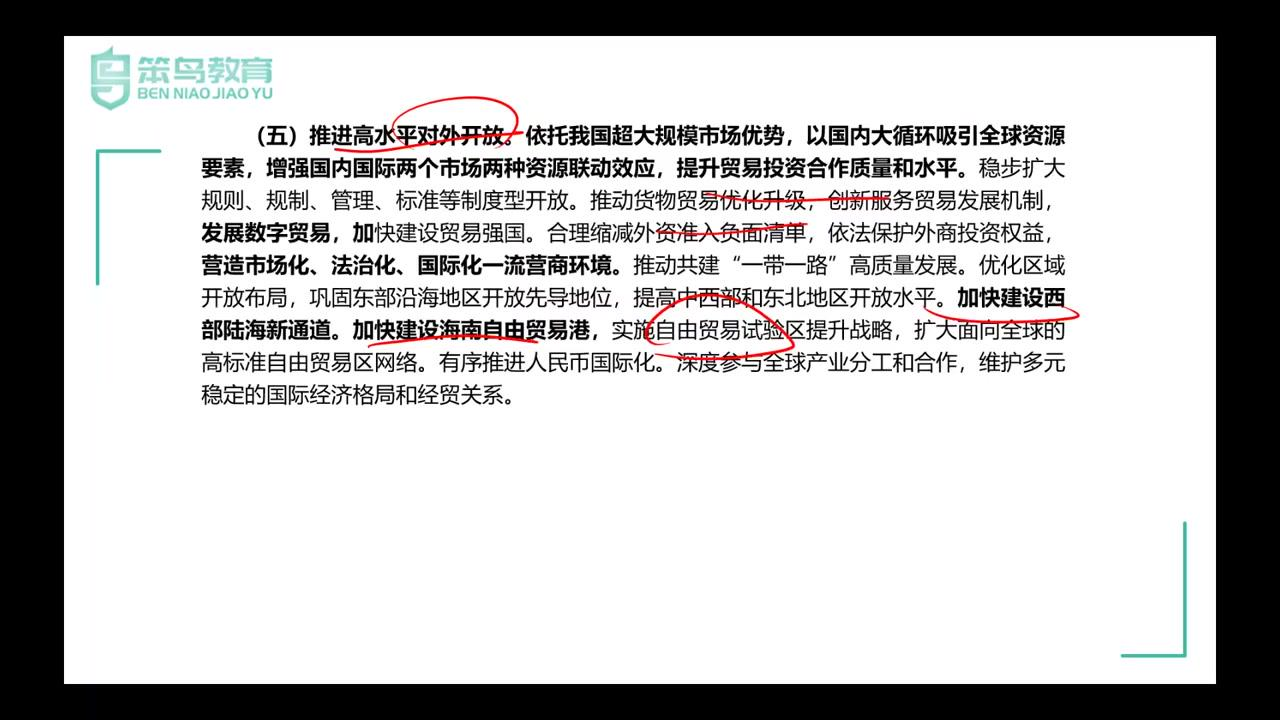 笨鸟教育
BEN NIAO JIAO YU
（五）推进高水平对外开放。依托我国超大规模市场优势，以国内大循环吸引全球资源
要素，增强国内国际两个市场两种资源联动效应，提升贸易投资合作质量和水平。稳步扩大
规则、规制、管理、标准等制度型开放。推动货物贸易优化升级，创新服务贸易发展机制，
发展数字贸易，加快建设贸易强国。合理缩减外资准入负面清单，依法保护外商投资权益，
营造市场化、法治化、国际化一流营商环境。推动共建“一带一路”高质量发展。优化区域
开放布局，巩固东部沿海地区开放先导地位，提高中西部和东北地区开放水平。加快建设西
部陆海新通道。加快建设海南自由贸易港，实施自由贸易试验区提升战略，扩大面向全球的
高标准自由贸易区网络。有序推进人民币国际化。深度参与全球产业分工和合作，维护多元
稳定的国际经济格局和经贸关系。